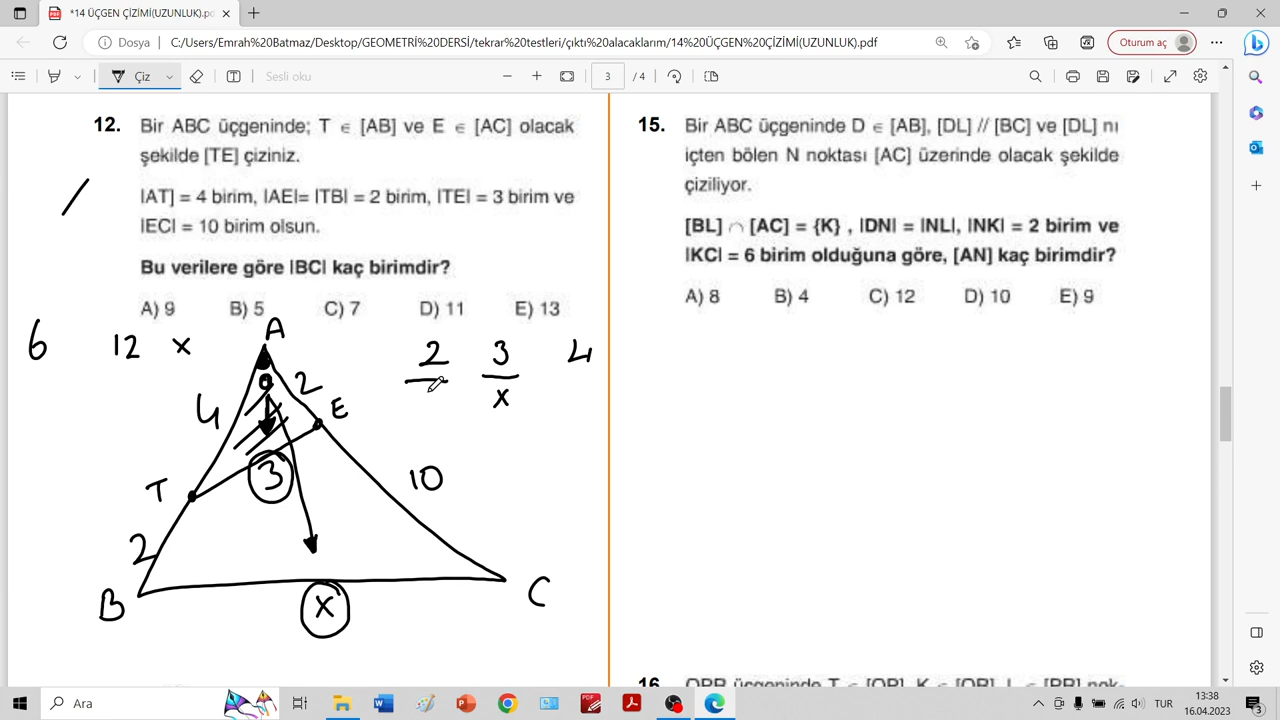 *14 ÜÇGEN ÇİZİMİ(UZUNLUK).pdf
Dosya
C:/Users/Emrah%20Batmaz/Desktop/GEOMETRİ%20DERSİ/tekrar%20testleri/çıktı%20alacaklarım/14%20ÜÇGEN%20ÇİZİMİ(UZUNLUK).pdf
Oturum aç
Çiz
Sesli oku
3 / 4
12. Bir ABC üçgeninde; T ∈ [AB] ve E ∈ [AC] olacak
şekilde [TE] çiziniz.
|AT] = 4 birim, |AE|= |TB| = 2 birim, |TE| = 3 birim ve
|EC| = 10 birim olsun.
Bu verilere göre |BC| kaç birimdir?
A) 9 B) 5 C) 7 D) 11 E) 13
6 12 x
A
2 3 4
x
4
2
E
3
10
T
2
B
x
C
15. Bir ABC üçgeninde D ∈ [AB], [DL] // [BC] ve [DL] nı
içten bölen N noktası [AC] üzerinde olacak şekilde
çiziliyor.
[BL] ∩ [AC] = {K} , |DN| = |NL|, |NK| = 2 birim ve
|KC| = 6 birim olduğuna göre, [AN] kaç birimdir?
A) 8 B) 4 C) 12 D) 10 E) 9
Ara
TUR
13:38
16.04.2023
3